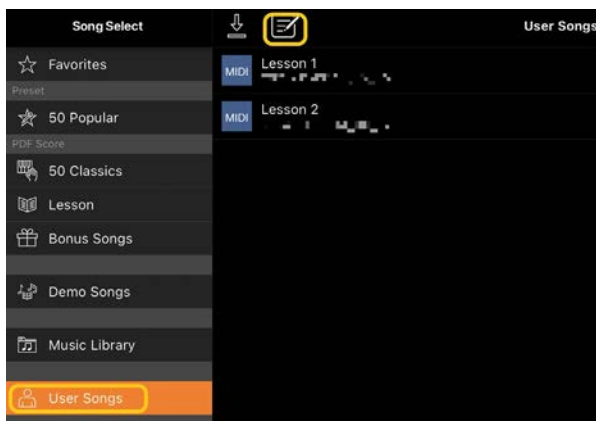 Song Select
User Songs
Favorites
Preset
50 Popular
PDF Score
50 Classics
Lesson
Bonus Songs
Demo Songs
Music Library
User Songs
MIDI
Lesson 1
MIDI
Lesson 2